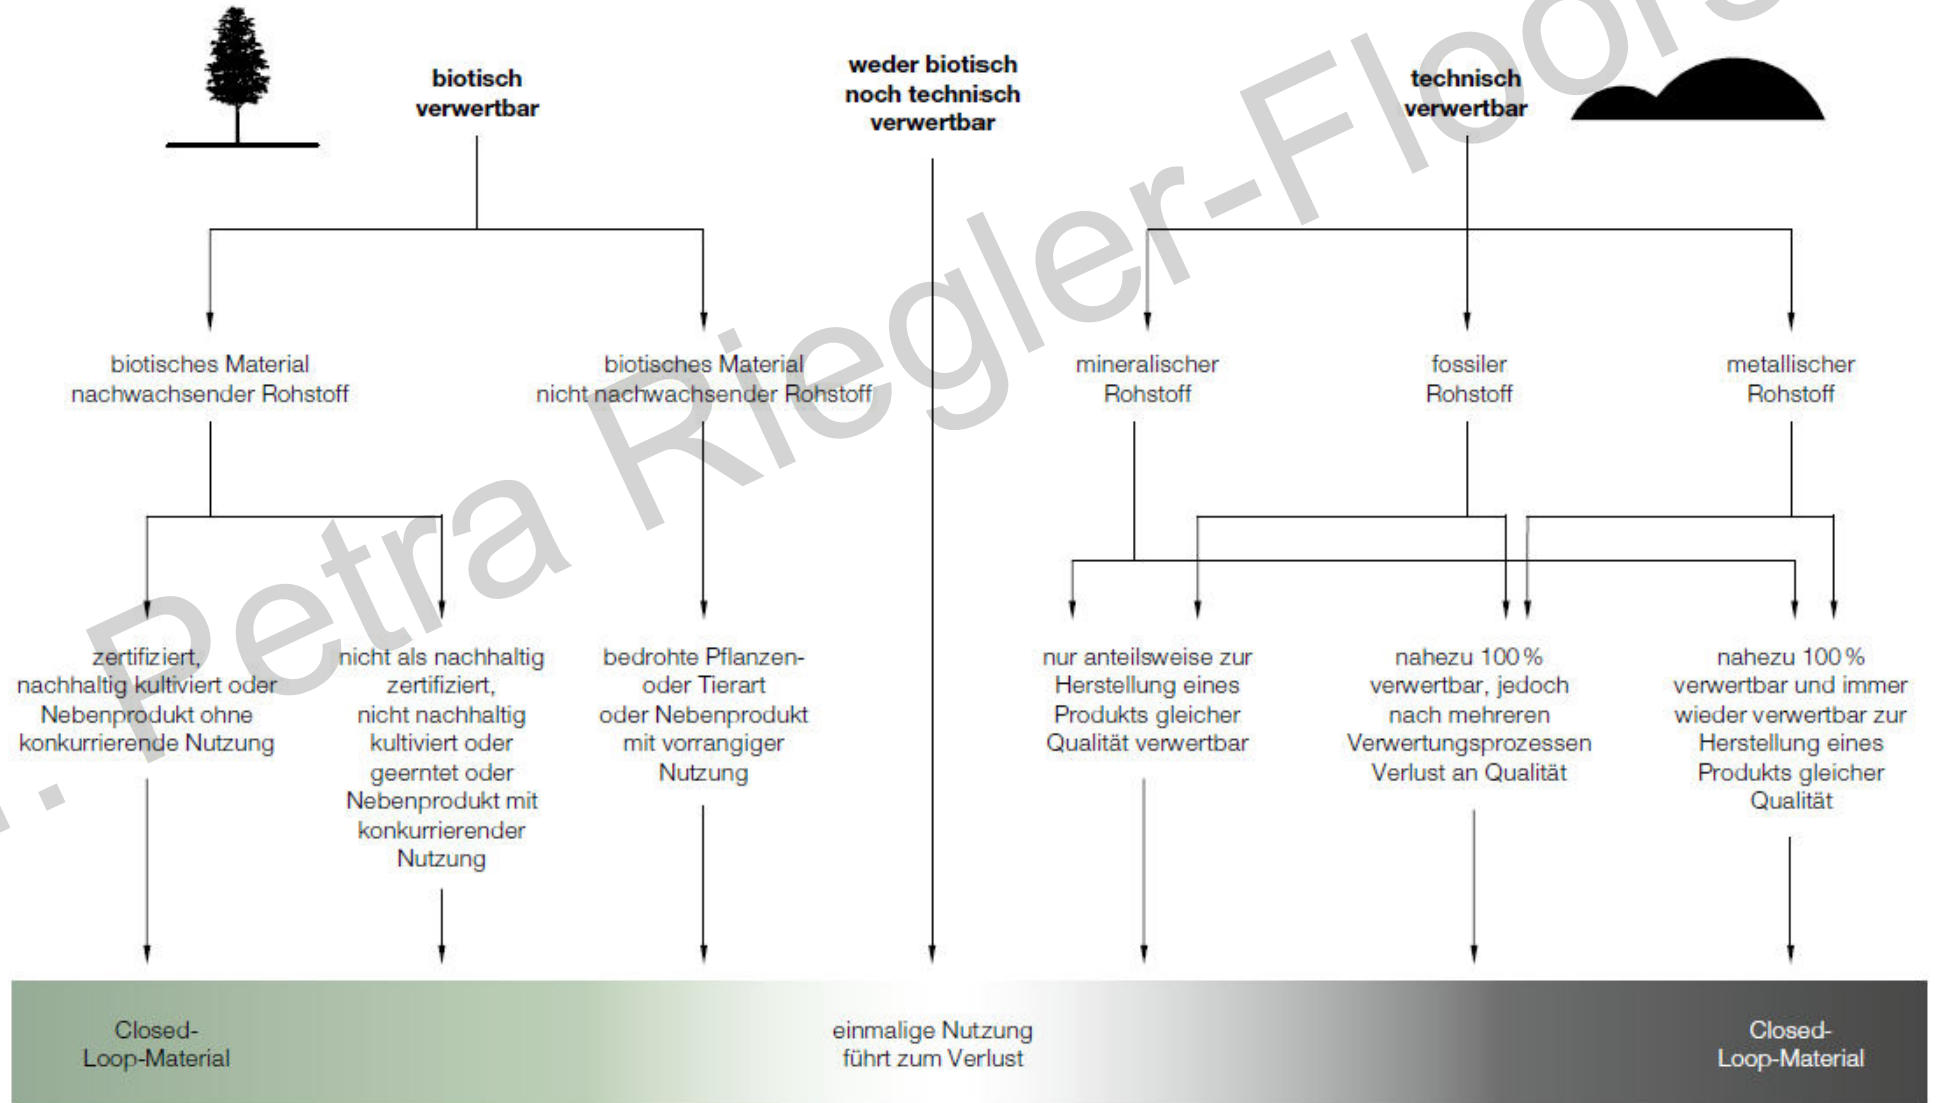 biotisch
verwertbar
weder biotisch
noch technisch
verwertbar
technisch
verwertbar
biotisches Material
nachwachsender Rohstoff
biotisches Material
nicht nachwachsender Rohstoff
mineralischer
Rohstoff
fossiler
Rohstoff
metallischer
Rohstoff
zertifiziert,
nachhaltig kultiviert oder
Nebenprodukt ohne
konkurrierende Nutzung
nicht als nachhaltig
zertifiziert,
nicht nachhaltig
kultiviert oder
geerntet oder
Nebenprodukt mit
konkurrierender
Nutzung
bedrohte Pflanzen-
oder Tierart
oder Nebenprodukt
mit vorrangiger
Nutzung
nur anteilsweise zur
Herstellung eines
Produkts gleicher
Qualität verwertbar
nahezu 100 %
verwertbar, jedoch
nach mehreren
Verwertungsprozessen
Verlust an Qualität
nahezu 100 %
verwertbar und immer
wieder verwertbar zur
Herstellung eines
Produkts gleicher
Qualität
Closed-
Loop-Material
einmalige Nutzung
führt zum Verlust
Closed-
Loop-Material
Petra Riegler-Floors